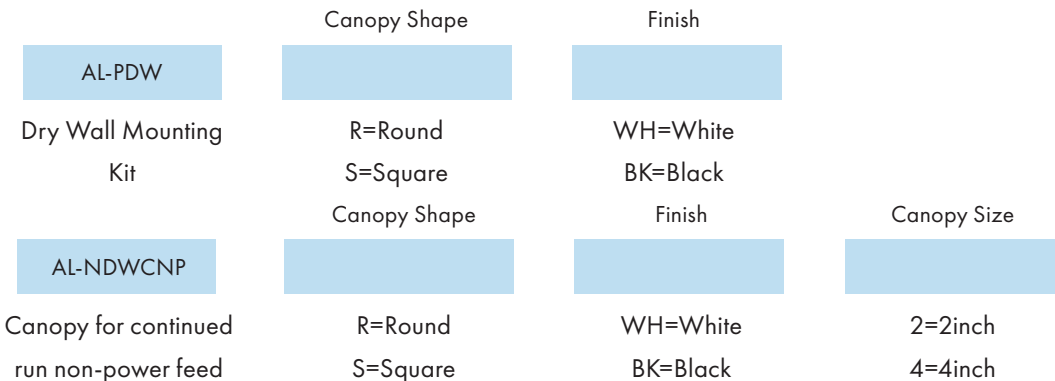 Canopy Shape Finish
AL-PDW
Dry Wall Mounting R=Round WH=White
Kit S=Square BK=Black
Canopy Shape Finish Canopy Size
AL-NDWCNP
Canopy for continued R=Round WH=White 2=2inch
run non-power feed S=Square BK=Black 4=4inch